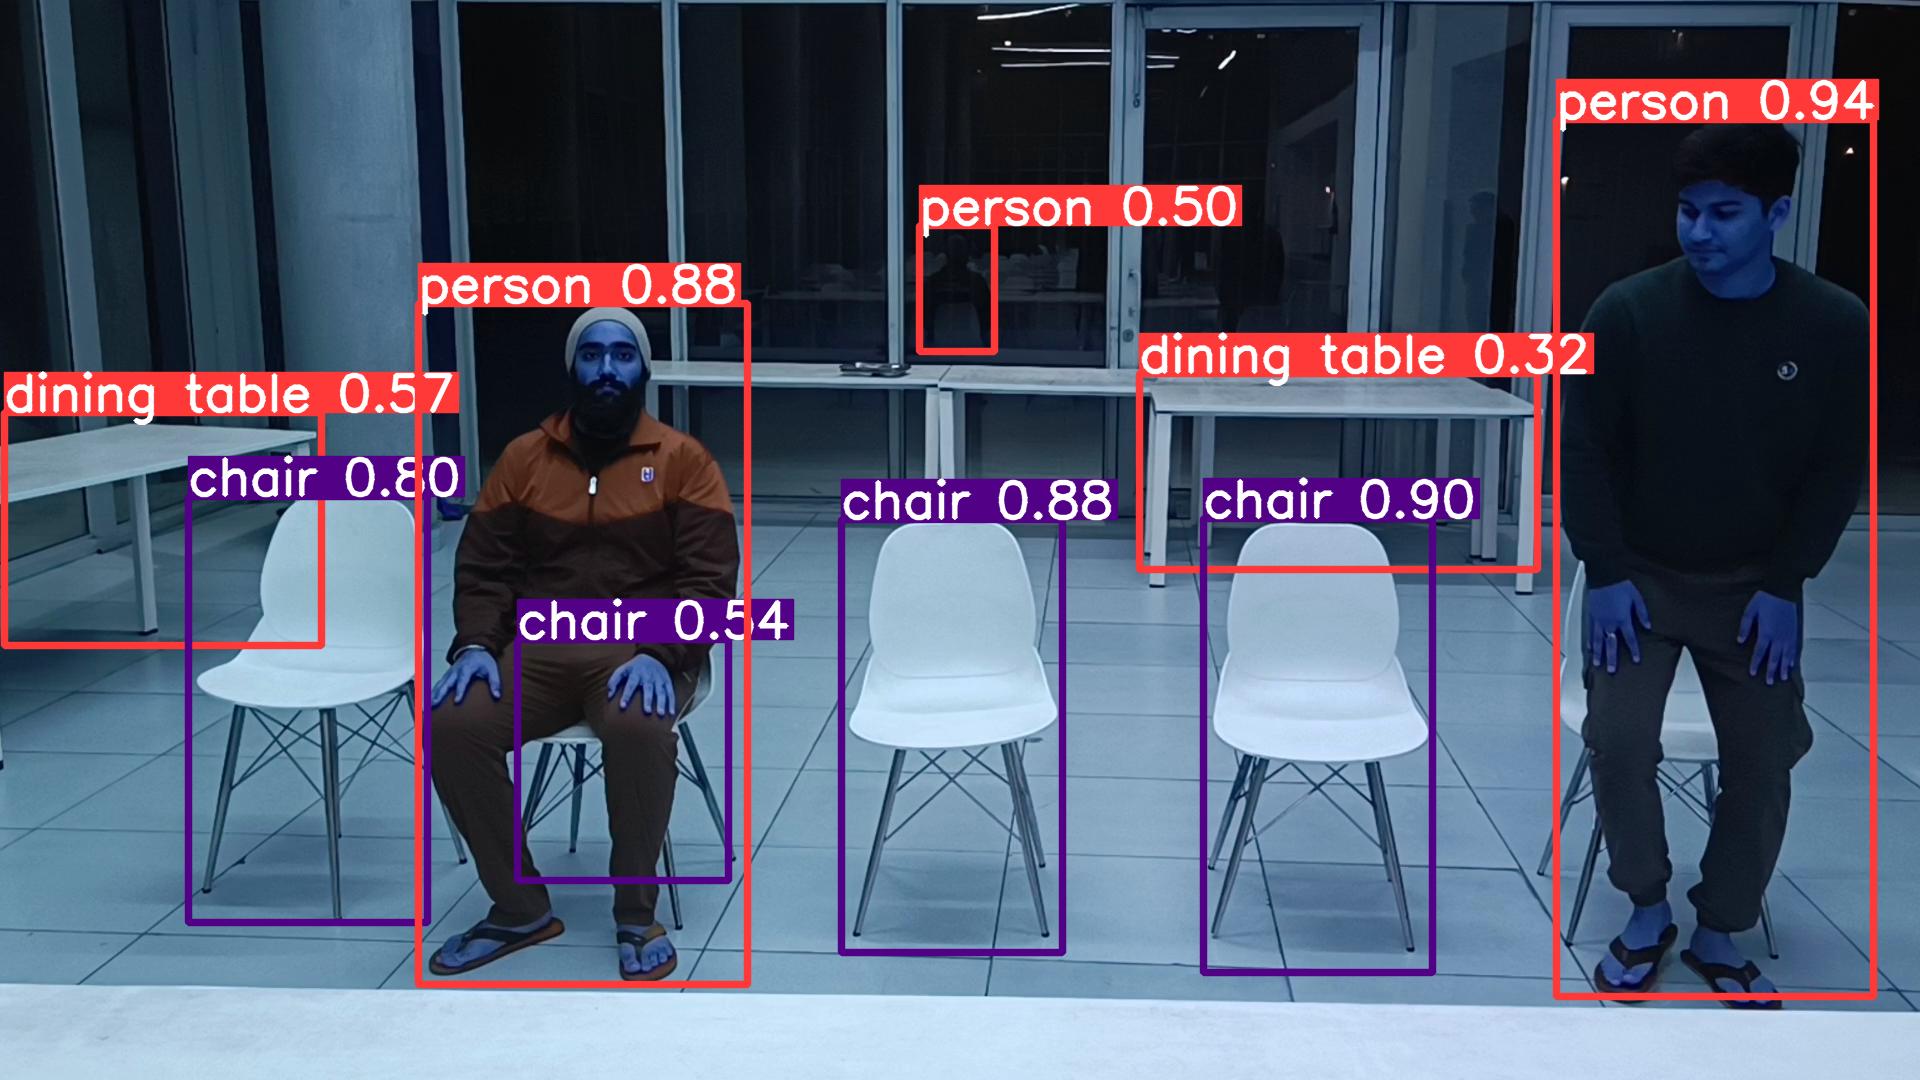 person 0.94
person 0.50
person 0.88
dining table 0.32
dining table 0.57
chair 0.80
chair 0.88
chair 0.90
chair 0.54